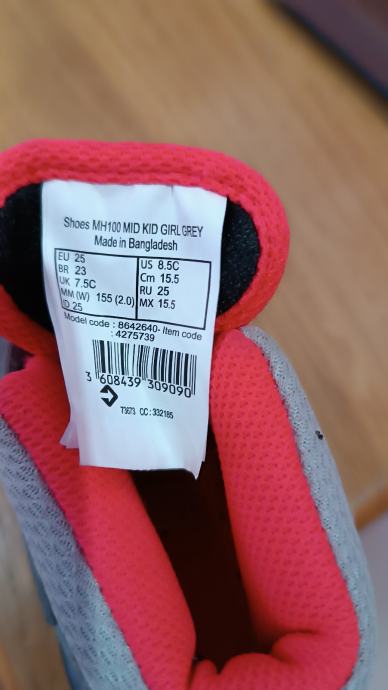 Shoes MH100 MID KID GIRL GREY
Made in Bangladesh
EU 25
BR 23
UK 7.5C
MM (W) 155 (2.0)
ID 25
US 8.5C
Cm 15.5
RU 25
MX 15.5
Model code : 8642640- Item code
: 4275739
3 608439 309090
T3673 CC : 332185